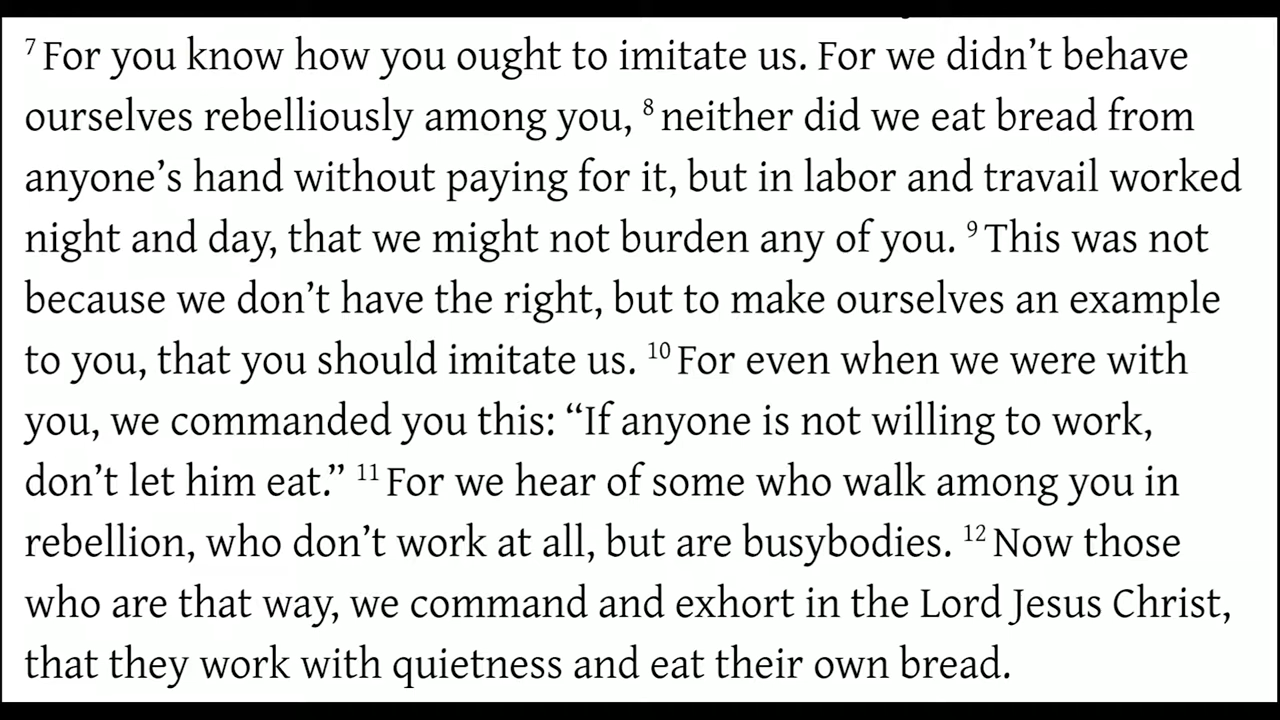 ⁷ For you know how you ought to imitate us. For we didn’t behave
ourselves rebelliously among you, ⁸ neither did we eat bread from
anyone’s hand without paying for it, but in labor and travail worked
night and day, that we might not burden any of you. ⁹ This was not
because we don’t have the right, but to make ourselves an example
to you, that you should imitate us. ¹⁰ For even when we were with
you, we commanded you this: “If anyone is not willing to work,
don’t let him eat.” ¹¹ For we hear of some who walk among you in
rebellion, who don’t work at all, but are busybodies. ¹² Now those
who are that way, we command and exhort in the Lord Jesus Christ,
that they work with quietness and eat their own bread.